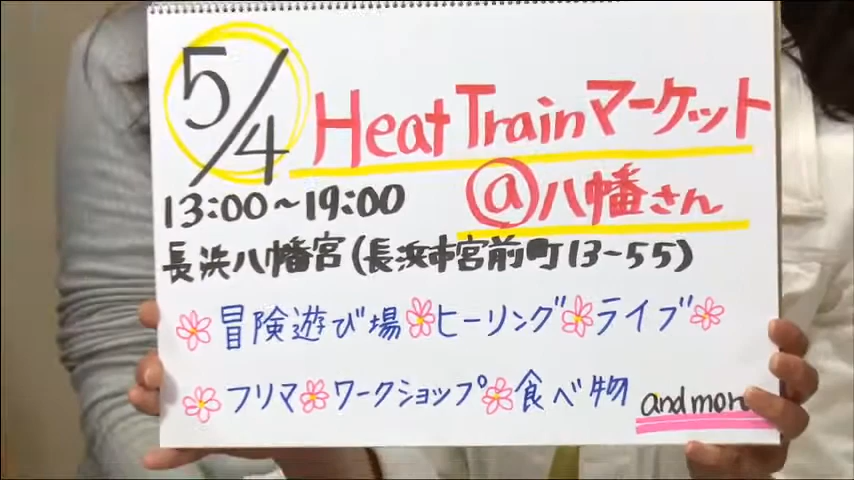 5/4 Heat Trainマーケット
13:00~19:00 @八幡さん
長浜八幡宮(長浜市宮前町13-55)
冒険遊び場 ヒーリング ライブ
フリマ ワークショップ 食べ物 and more